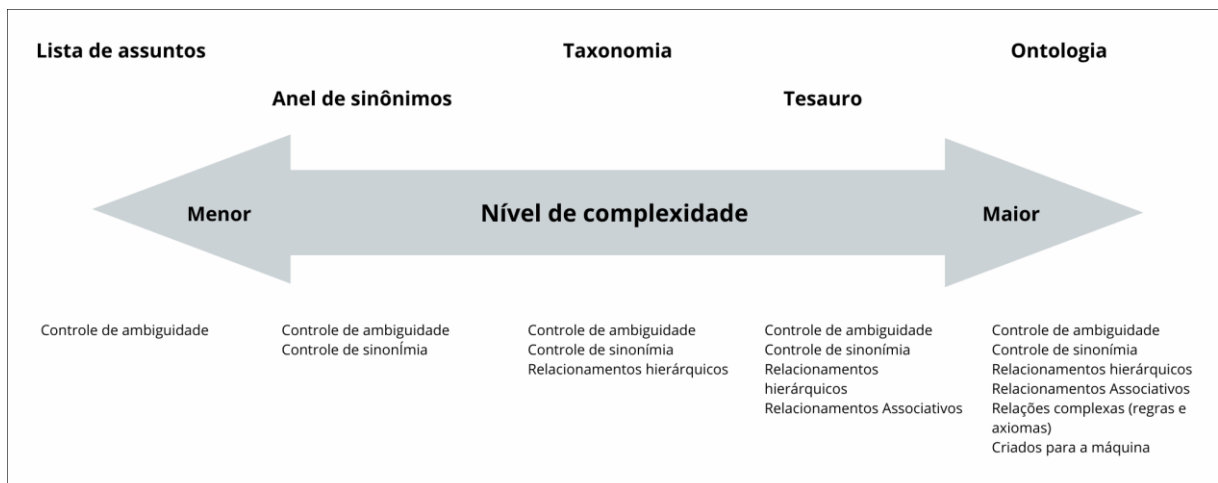 Lista de assuntos
Taxonomia
Ontologia
Anel de sinônimos
Tesauro
Menor
Nível de complexidade
Maior
Controle de ambiguidade
Controle de ambiguidade
Controle de sinonÍmia
Controle de ambiguidade
Controle de sinonímia
Relacionamentos hierárquicos
Controle de ambiguidade
Controle de sinonímia
Relacionamentos
hierárquicos
Relacionamentos Associativos
Controle de ambiguidade
Controle de sinonímia
Relacionamentos hierárquicos
Relacionamentos Associativos
Relações complexas (regras e
axiomas)
Criados para a máquina